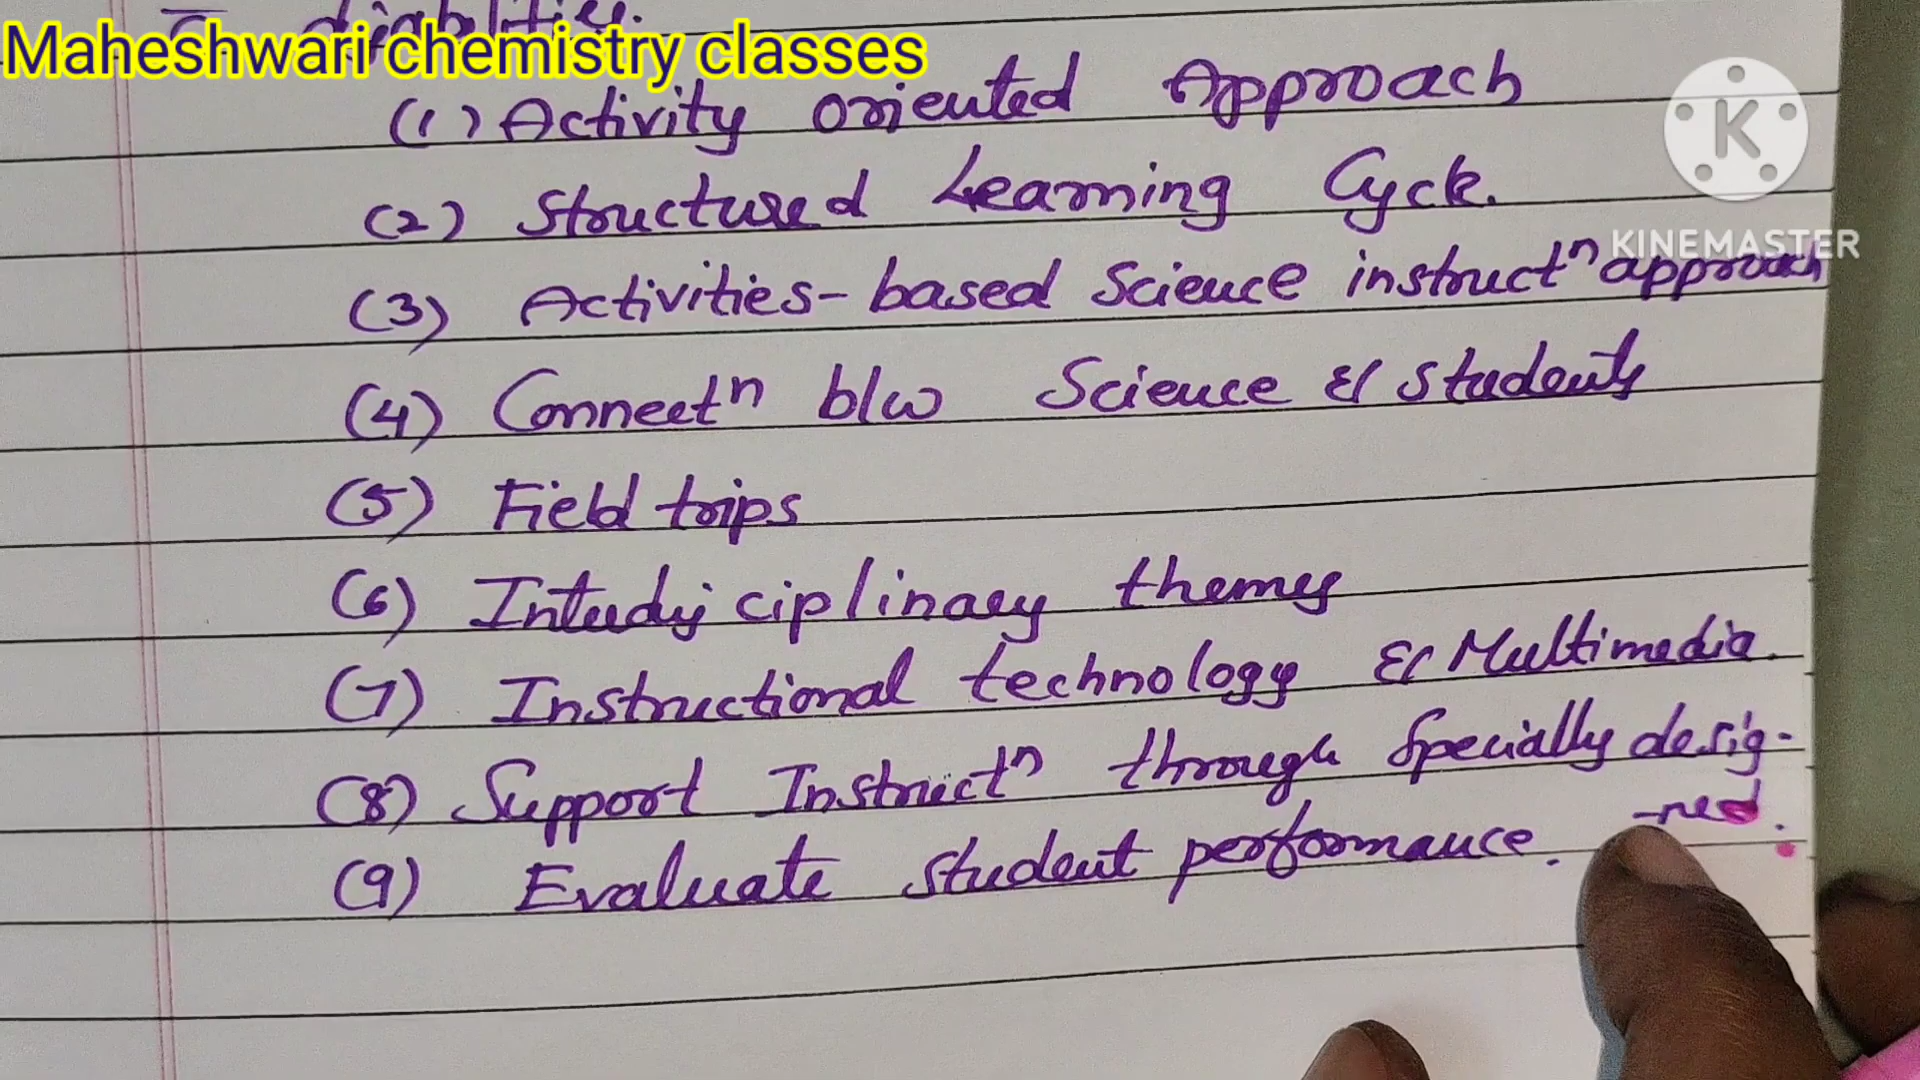 c̄ disabilities.
Maheshwari chemistry classes
(1) Activity oriented Approach
(2) Structured Learning Cycle.
KINEMASTER
(3) Activities-based Science instructⁿ approach
(4) Connectⁿ b/w Science & students
(5) Field trips
(6) Interdisciplinary themes
(7) Instructional technology & Multimedia.
(8) Support Instructⁿ through Specially desig-
-ned.
(9) Evaluate student performance.